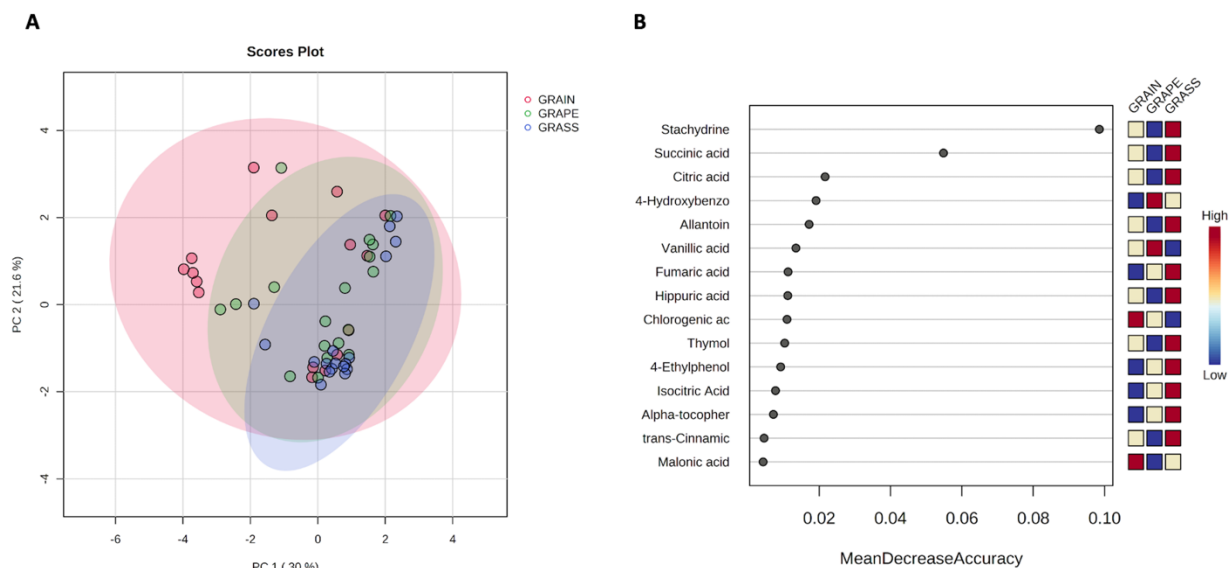 A
B
Scores Plot
GRAIN
GRAPE
GRASS
PC 2 ( 21.6 %)
4
2
0
-2
-4
-6 -4 -2 0 2 4
PC 1 ( 30 %)
GRAIN GRAPE GRASS
Stachydrine
Succinic acid
Citric acid
4-Hydroxybenzo
Allantoin
Vanillic acid
Fumaric acid
Hippuric acid
Chlorogenic ac
Thymol
4-Ethylphenol
Isocitric Acid
Alpha-tocopher
trans-Cinnamic
Malonic acid
High
Low
0.02 0.04 0.06 0.08 0.10
MeanDecreaseAccuracy